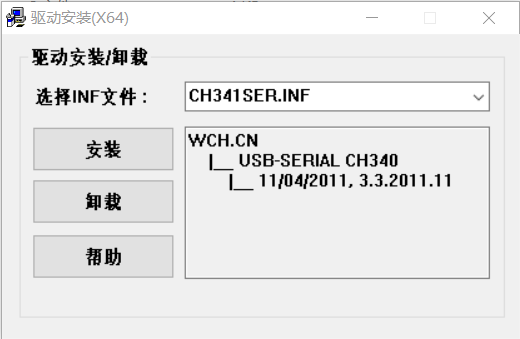 驱动安装(X64)
驱动安装/卸载
选择INF文件：
CH341SER.INF
安装
卸载
帮助
WCH.CN
|__ USB-SERIAL CH340
|__ 11/04/2011, 3.3.2011.11